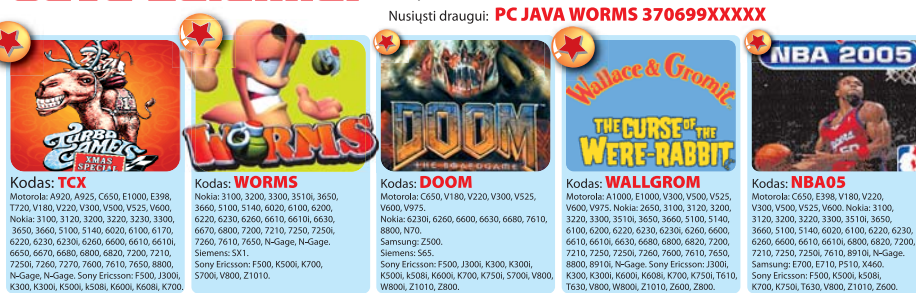 Nusiųsti draugui: PC JAVA WORMS 370699XXXXX
TURBO
CAMELS
XMAS
SPECIAL
Kodas: TCX
Motorola: A920, A925, C650, E1000, E398,
T720, V180, V220, V300, V500, V525, V600,
Nokia: 3100, 3120, 3200, 3220, 3230, 3300,
3650, 3660, 5100, 5140, 6020, 6100, 6170,
6220, 6230, 6230i, 6260, 6600, 6610, 6610i,
6650, 6670, 6680, 6800, 6820, 7200, 7210,
7250i, 7260, 7270, 7600, 7610, 7650, 8800,
N-Gage, N-Gage. Sony Ericsson: F500, J300i,
K300, K300i, K500i, k508i, K600i, K608i, K700.
WORMS
Kodas: WORMS
Nokia: 3100, 3200, 3300, 3510i, 3650,
3660, 5100, 5140, 6020, 6100, 6200,
6220, 6230, 6260, 6610, 6610i, 6630,
6670, 6800, 7200, 7210, 7250, 7250i,
7260, 7610, 7650, N-Gage, N-Gage.
Siemens: SX1.
Sony Ericsson: F500, K500i, K700,
S700i, V800, Z1010.
DOOM
THE BOARDGAME
Kodas: DOOM
Motorola: C650, V180, V220, V300, V525,
V600, V975.
Nokia: 6230i, 6260, 6600, 6630, 6680, 7610,
8800, N70.
Samsung: Z500.
Siemens: S65.
Sony Ericsson: F500, J300i, K300, K300i,
K500i, k508i, K600i, K700, K750i, S700i, V800,
W800i, Z1010, Z800.
Wallace & Gromit
THE CURSE OF THE
WERE-RABBIT
Kodas: WALLGROM
Motorola: A1000, E1000, V300, V500, V525,
V600, V975. Nokia: 2650, 3100, 3120, 3200,
3220, 3300, 3510i, 3650, 3660, 5100, 5140,
6100, 6200, 6220, 6230, 6230i, 6260, 6600,
6610, 6610i, 6630, 6680, 6800, 6820, 7200,
7210, 7250, 7250i, 7260, 7600, 7610, 7650,
8800, 8910i, N-Gage. Sony Ericsson: J300i,
K300, K300i, K600i, K608i, K700, K750i, T610,
T630, V800, W800i, Z1010, Z600, Z800.
NBA 2005
Kodas: NBA05
Motorola: C650, E398, V180, V220,
V300, V500, V525, V600. Nokia: 3100,
3120, 3200, 3220, 3300, 3510i, 3650,
3660, 5100, 5140, 6020, 6100, 6220, 6230,
6260, 6600, 6610, 6610i, 6800, 6820, 7200,
7210, 7250, 7250i, 7610, 8910i, N-Gage.
Samsung: E700, E710, P510, X460.
Sony Ericsson: F500, K500i, k508i,
K700, K750i, T630, V800, Z1010, Z600.